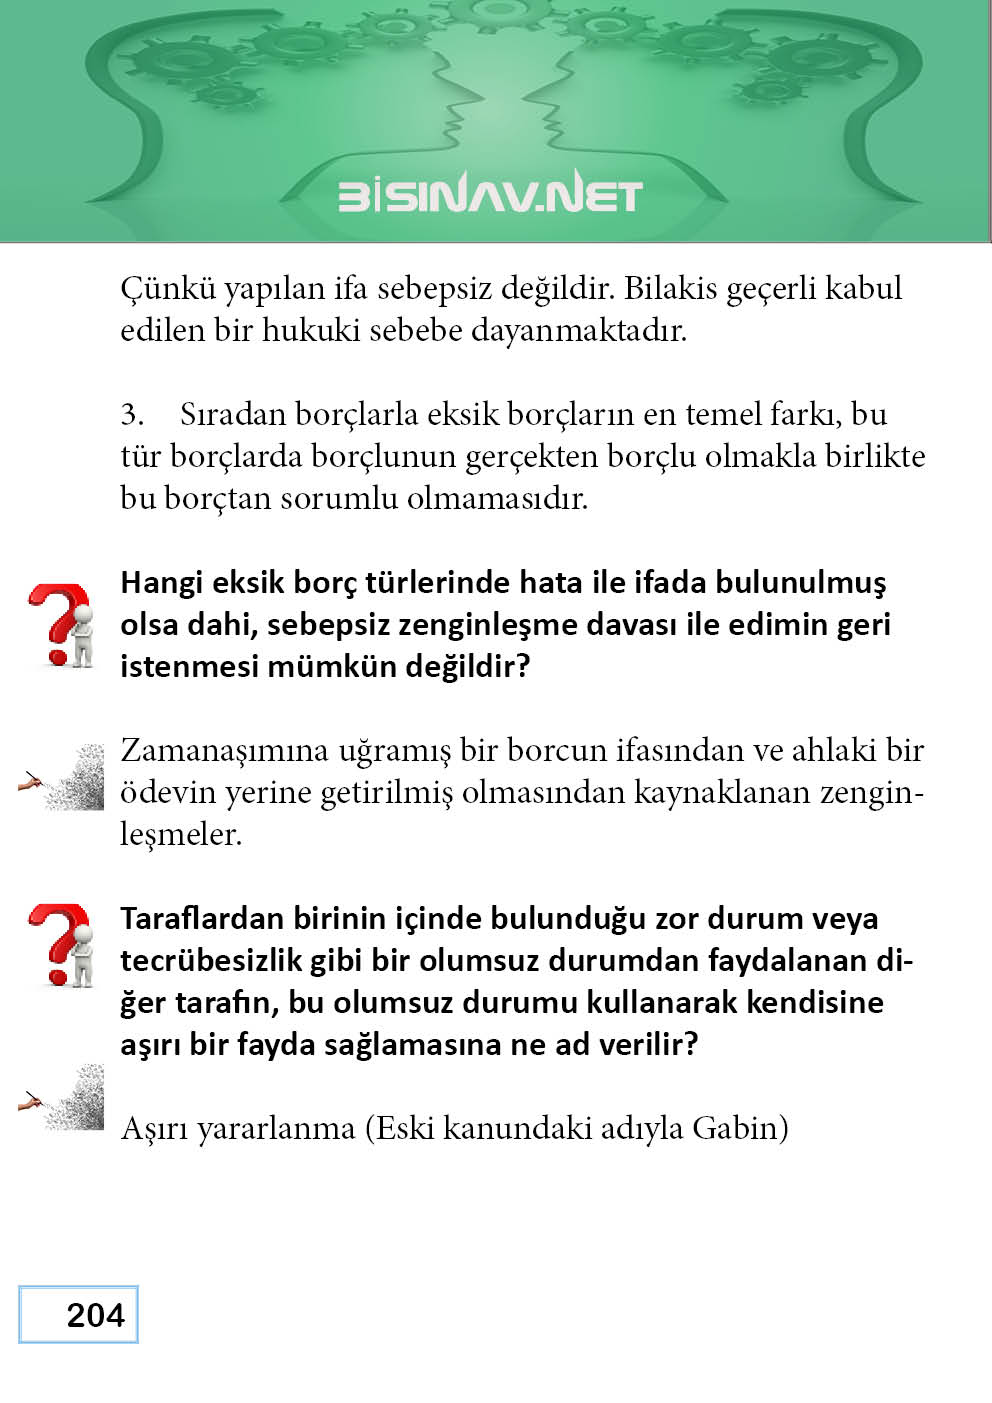 BİSINAV.NET
Çünkü yapılan ifa sebepsiz değildir. Bilakis geçerli kabul
edilen bir hukuki sebebe dayanmaktadır.
3. Sıradan borçlarla eksik borçların en temel farkı, bu
tür borçlarda borçlunun gerçekten borçlu olmakla birlikte
bu borçtan sorumlu olmamasıdır.
Hangi eksik borç türlerinde hata ile ifada bulunulmuş
olsa dahi, sebepsiz zenginleşme davası ile edimin geri
istenmesi mümkün değildir?
Zamanaşımına uğramış bir borcun ifasından ve ahlaki bir
ödevin yerine getirilmiş olmasından kaynaklanan zengin-
leşmeler.
Taraflardan birinin içinde bulunduğu zor durum veya
tecrübesizlik gibi bir olumsuz durumdan faydalanan di-
ğer tarafın, bu olumsuz durumu kullanarak kendisine
aşırı bir fayda sağlamasına ne ad verilir?
Aşırı yararlanma (Eski kanundaki adıyla Gabin)
204